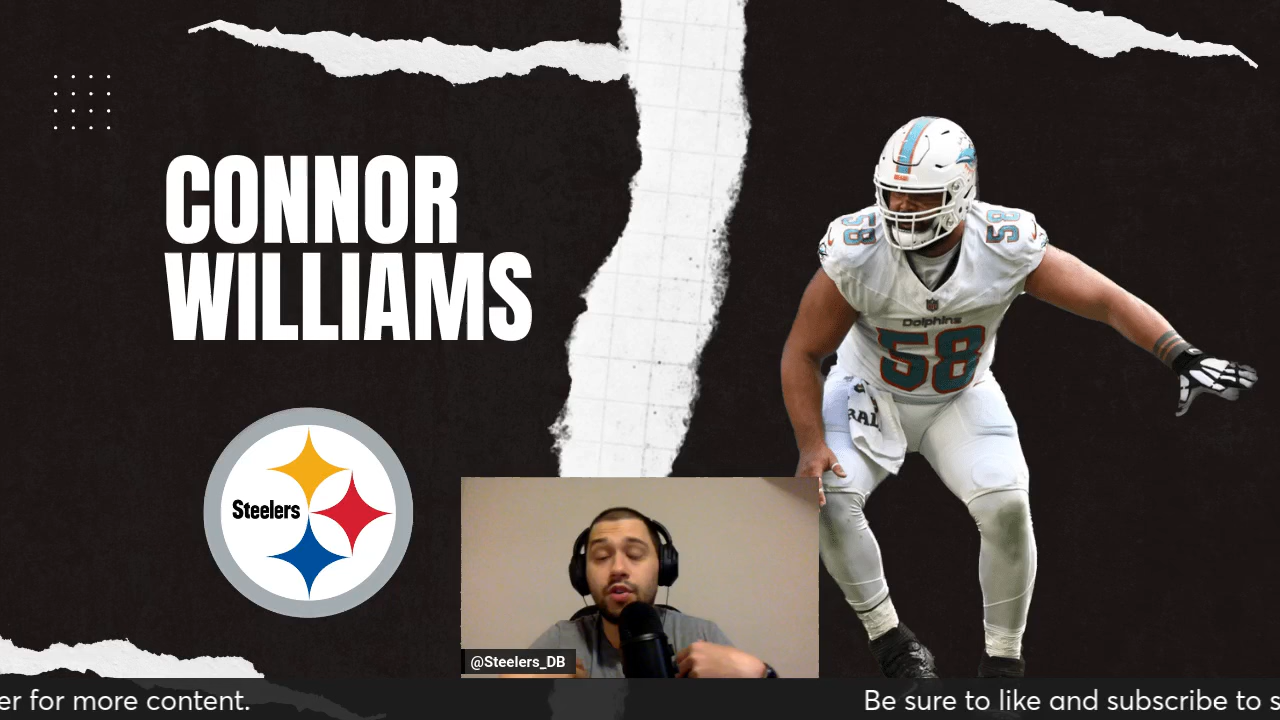 CONNOR
WILLIAMS
58
58
Dolphins
58
Steelers
@Steelers_DB
er for more content.
Be sure to like and subscribe to s